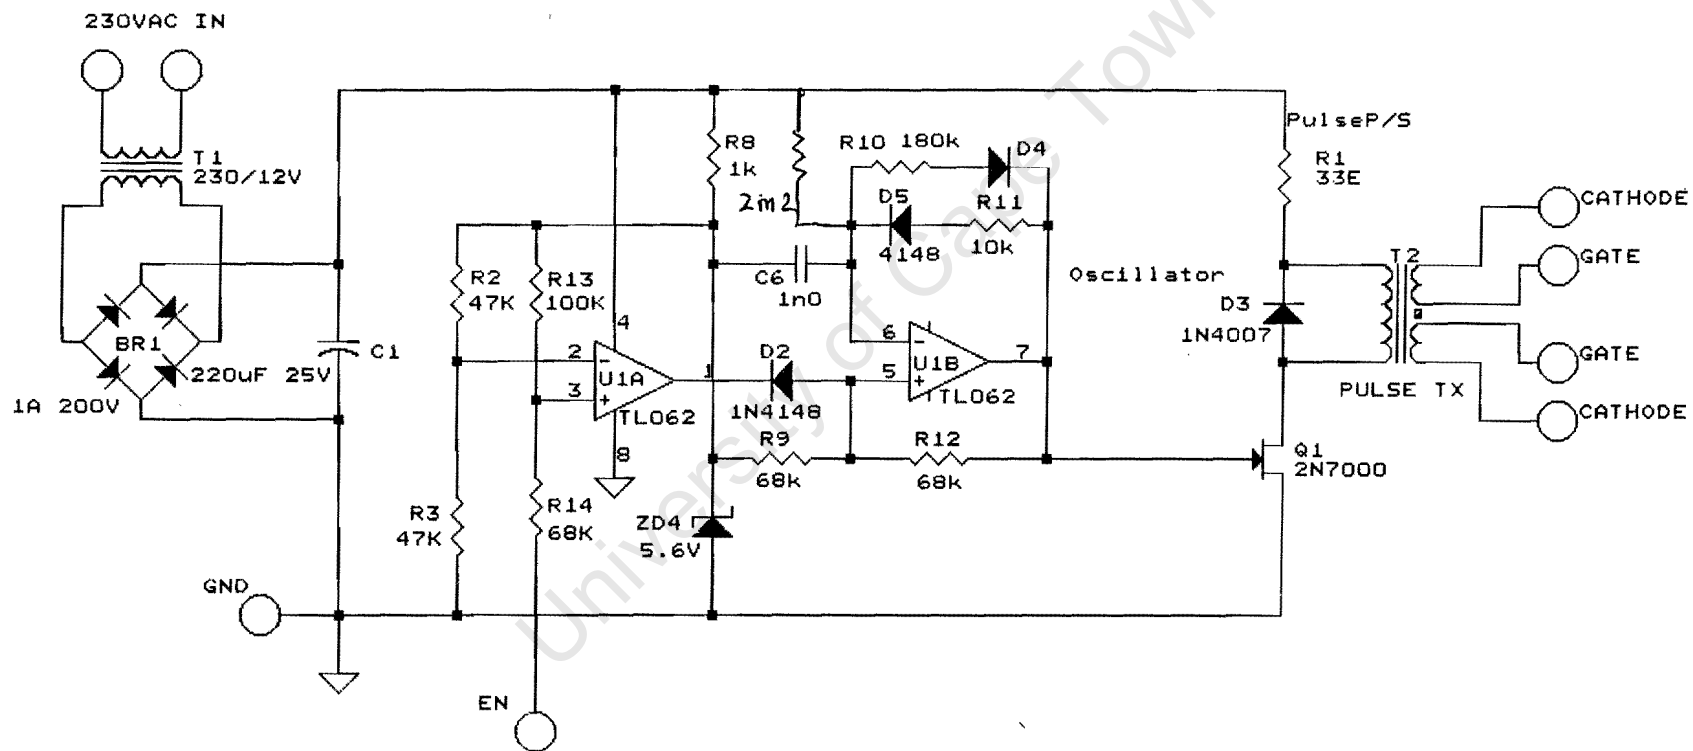 230VAC IN
T1
230/12V
BR1
1A 200V
220uF 25V
C1
GND
R2
47K
R3
47K
R13
100K
R14
68K
EN
4
2
3
U1A
TL062
8
1
R8
1k
2m2
C6
1n0
D2
1N4148
R9
68k
ZD4
5.6V
R10 180k
D4
D5
4148
R11
10k
Oscillator
6
5
U1B
TL062
7
R12
68k
PulseP/S
R1
33E
D3
1N4007
T2
PULSE TX
Q1
2N7000
CATHODE
GATE
GATE
CATHODE
University of Cape Town